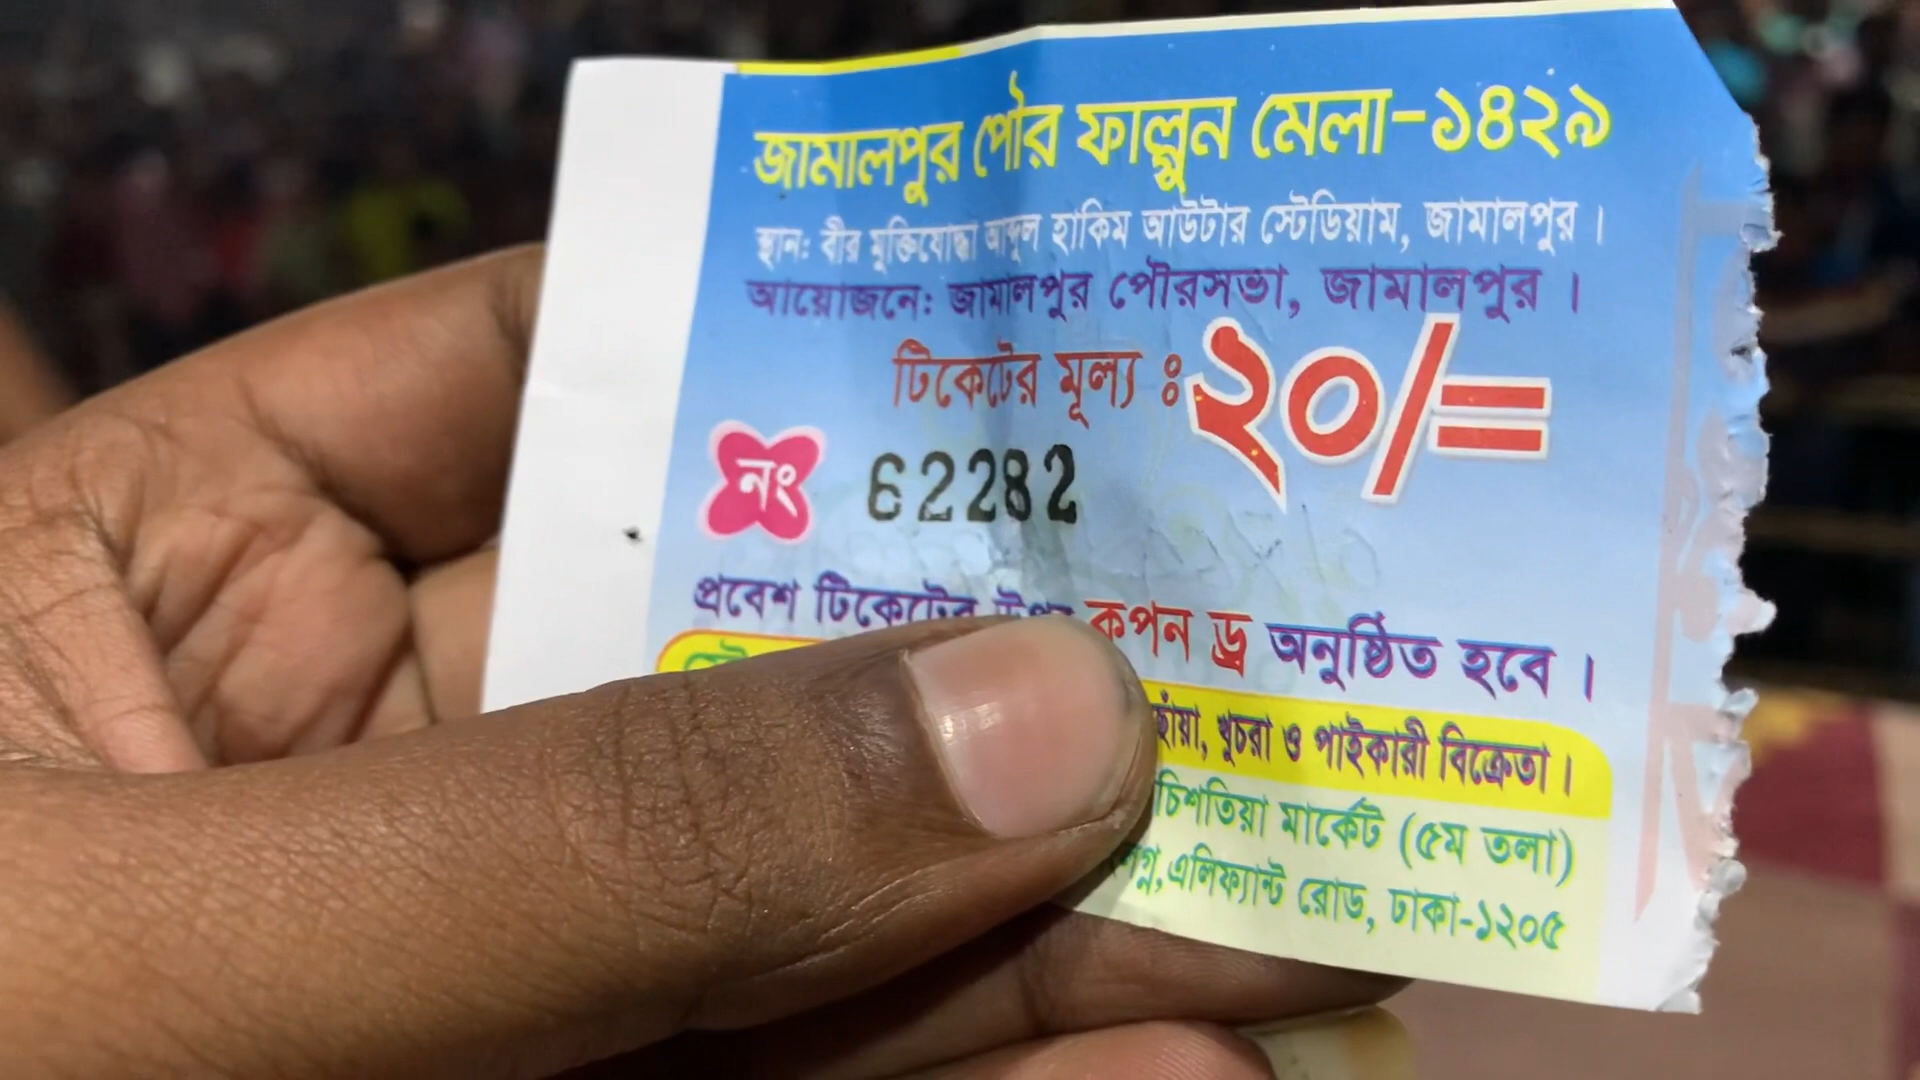 জামালপুর পৌর ফাল্গুন মেলা-১৪২৯
স্থান: বীর মুক্তিযোদ্ধা আব্দুল হাকিম আউটার স্টেডিয়াম, জামালপুর।
আয়োজনে: জামালপুর পৌরসভা, জামালপুর।
টিকেটের মূল্য ঃ ২০/=
নং 62282
প্রবেশ টিকেটের উপর কপন ড্র অনুষ্ঠিত হবে।
খুচরা ও পাইকারী বিক্রেতা।
চিশতিয়া মার্কেট (৫ম তলা)
এলিফ্যান্ট রোড, ঢাকা-১২০৫